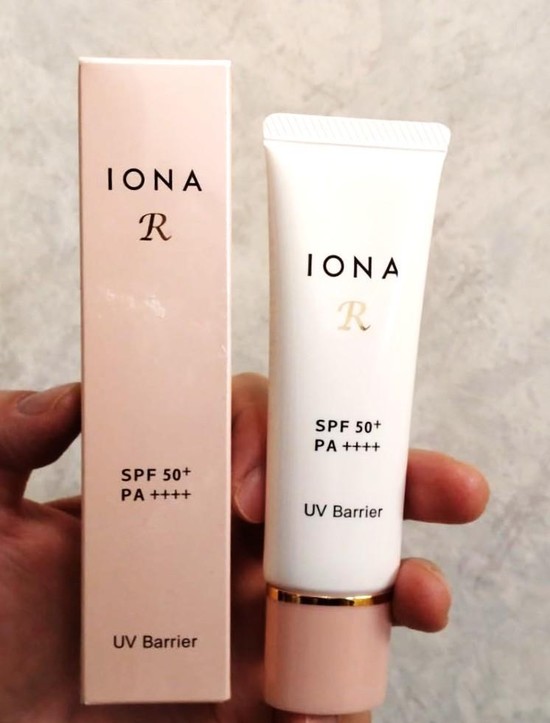 IONA
R
SPF 50+
PA ++++
UV Barrier
IONA
R
SPF 50+
PA ++++
UV Barrier